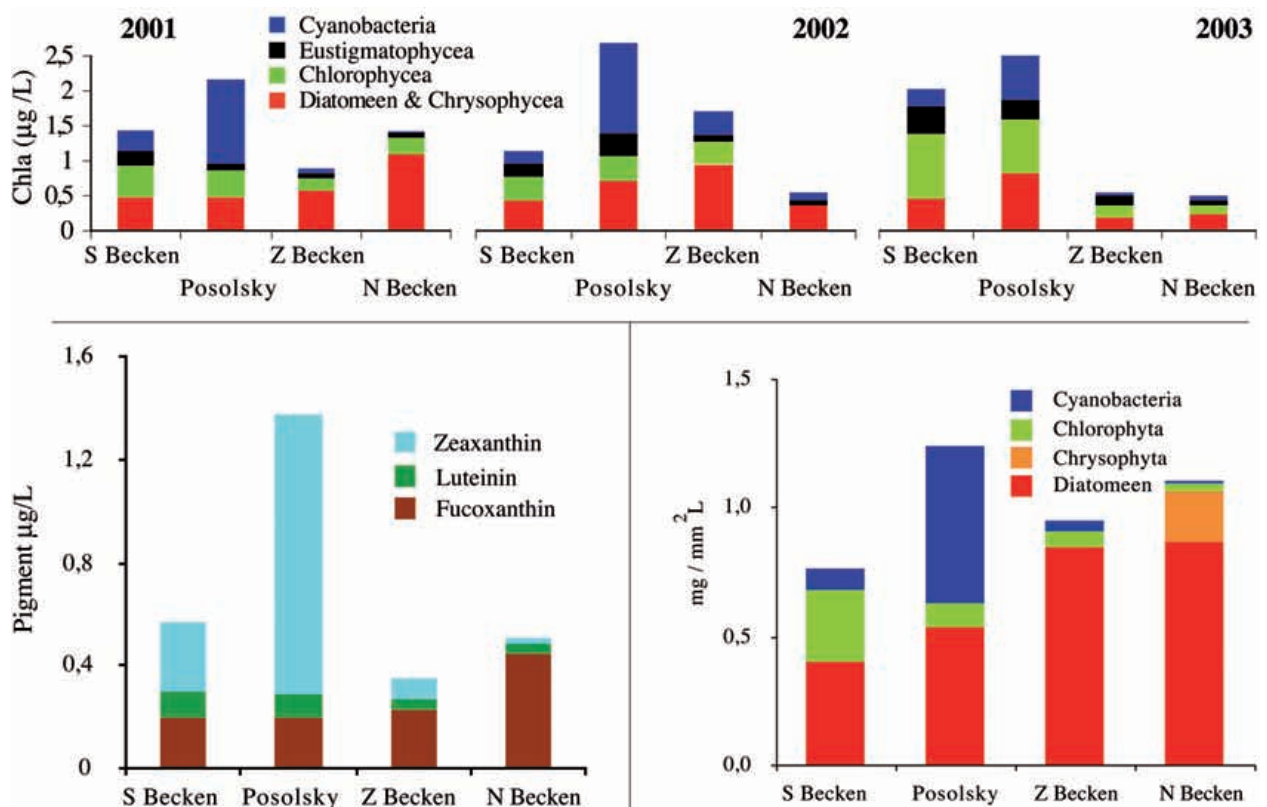 2001
2002
2003
Cyanobacteria
Eustigmatophycea
Chlorophycea
Diatomeen & Chrysophycea
Chla (µg /L)
2,5
2
1,5
1
0,5
0
S Becken
Posolsky
Z Becken
N Becken
S Becken
Posolsky
Z Becken
N Becken
S Becken
Posolsky
Z Becken
N Becken
Pigment µg/L
1,6
1,2
0,8
0,4
0
Zeaxanthin
Luteinin
Fucoxanthin
S Becken Posolsky Z Becken N Becken
mg / mm ²L
1,5
1,0
0,5
0,0
Cyanobacteria
Chlorophyta
Chrysophyta
Diatomeen
S Becken Posolsky Z Becken N Becken